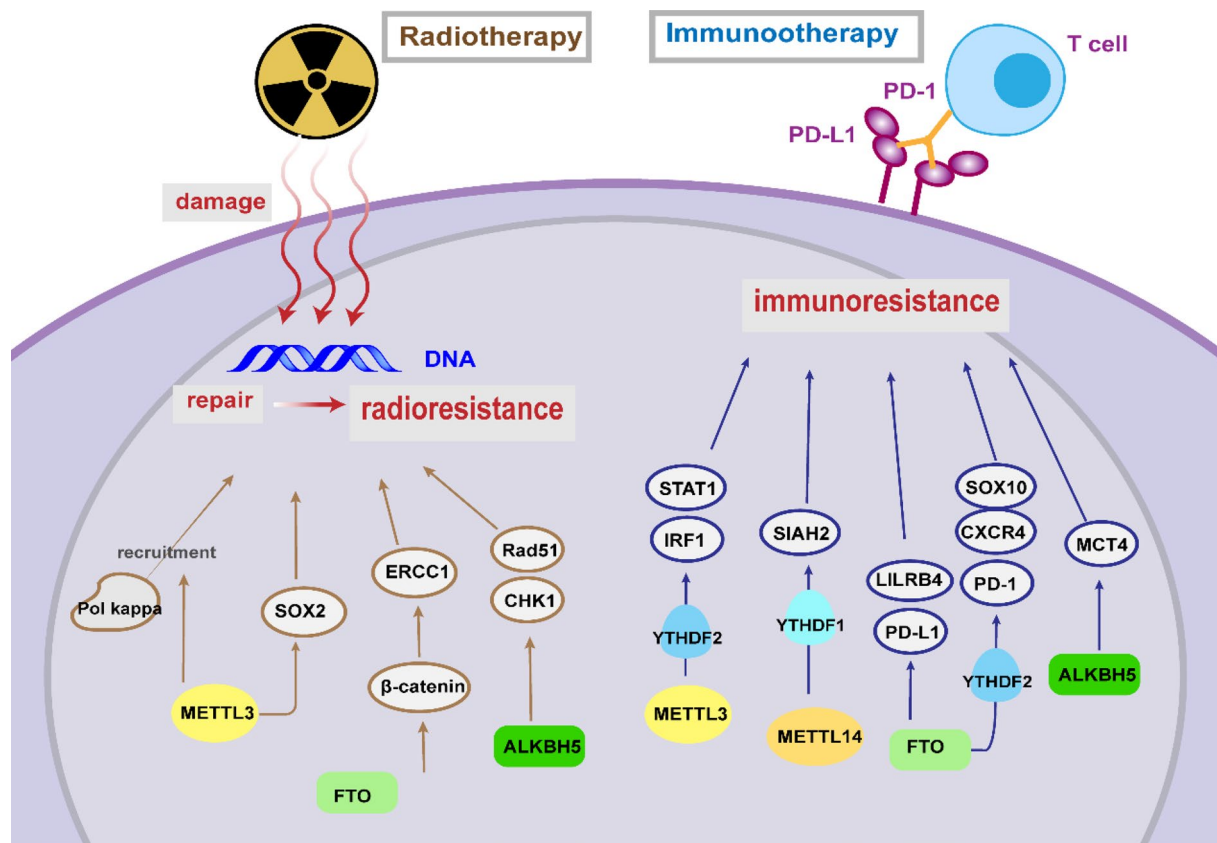 Radiotherapy
Immunootherapy
T cell
PD-1
PD-L1
damage
immunoresistance
DNA
repair
radioresistance
STAT1
IRF1
SIAH2
SOX10
CXCR4
MCT4
recruitment
Pol kappa
SOX2
ERCC1
Rad51
CHK1
LILRB4
PD-1
PD-L1
YTHDF2
YTHDF1
YTHDF2
ALKBH5
β-catenin
METTL3
METTL3
METTL14
FTO
ALKBH5
FTO